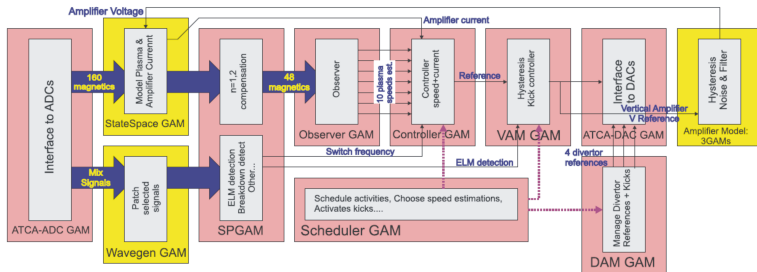 Amplifier Voltage
Amplifier current
Interface to ADCs
ATCA-ADC GAM
160
magnetics
Mix
Signals
Model Plasma &
Amplifier Currennt
StateSpace GAM
Patch
selected
signals
Wavegen GAM
n=1,2
compensation
ELM detection
Breakdown detect
Other...
SPGAM
48
magnetics
Observer
Observer GAM
10 plasma
speeds est.
Controller
speed+current
Controller GAM
Switch frequency
ELM detection
Reference
Hysteresis
Kick controller
VAM GAM
Interface
to DACs
ATCA-DAC GAM
Vertical Amplifier
V Reference
Hysteresis
Noise & Filter
Amplifier Model:
3GAMs
4 divertor
references
Schedule activities, Choose speed estimations,
Activates kicks....
Scheduler GAM
Manage Divertor
References + Kicks
DAM GAM